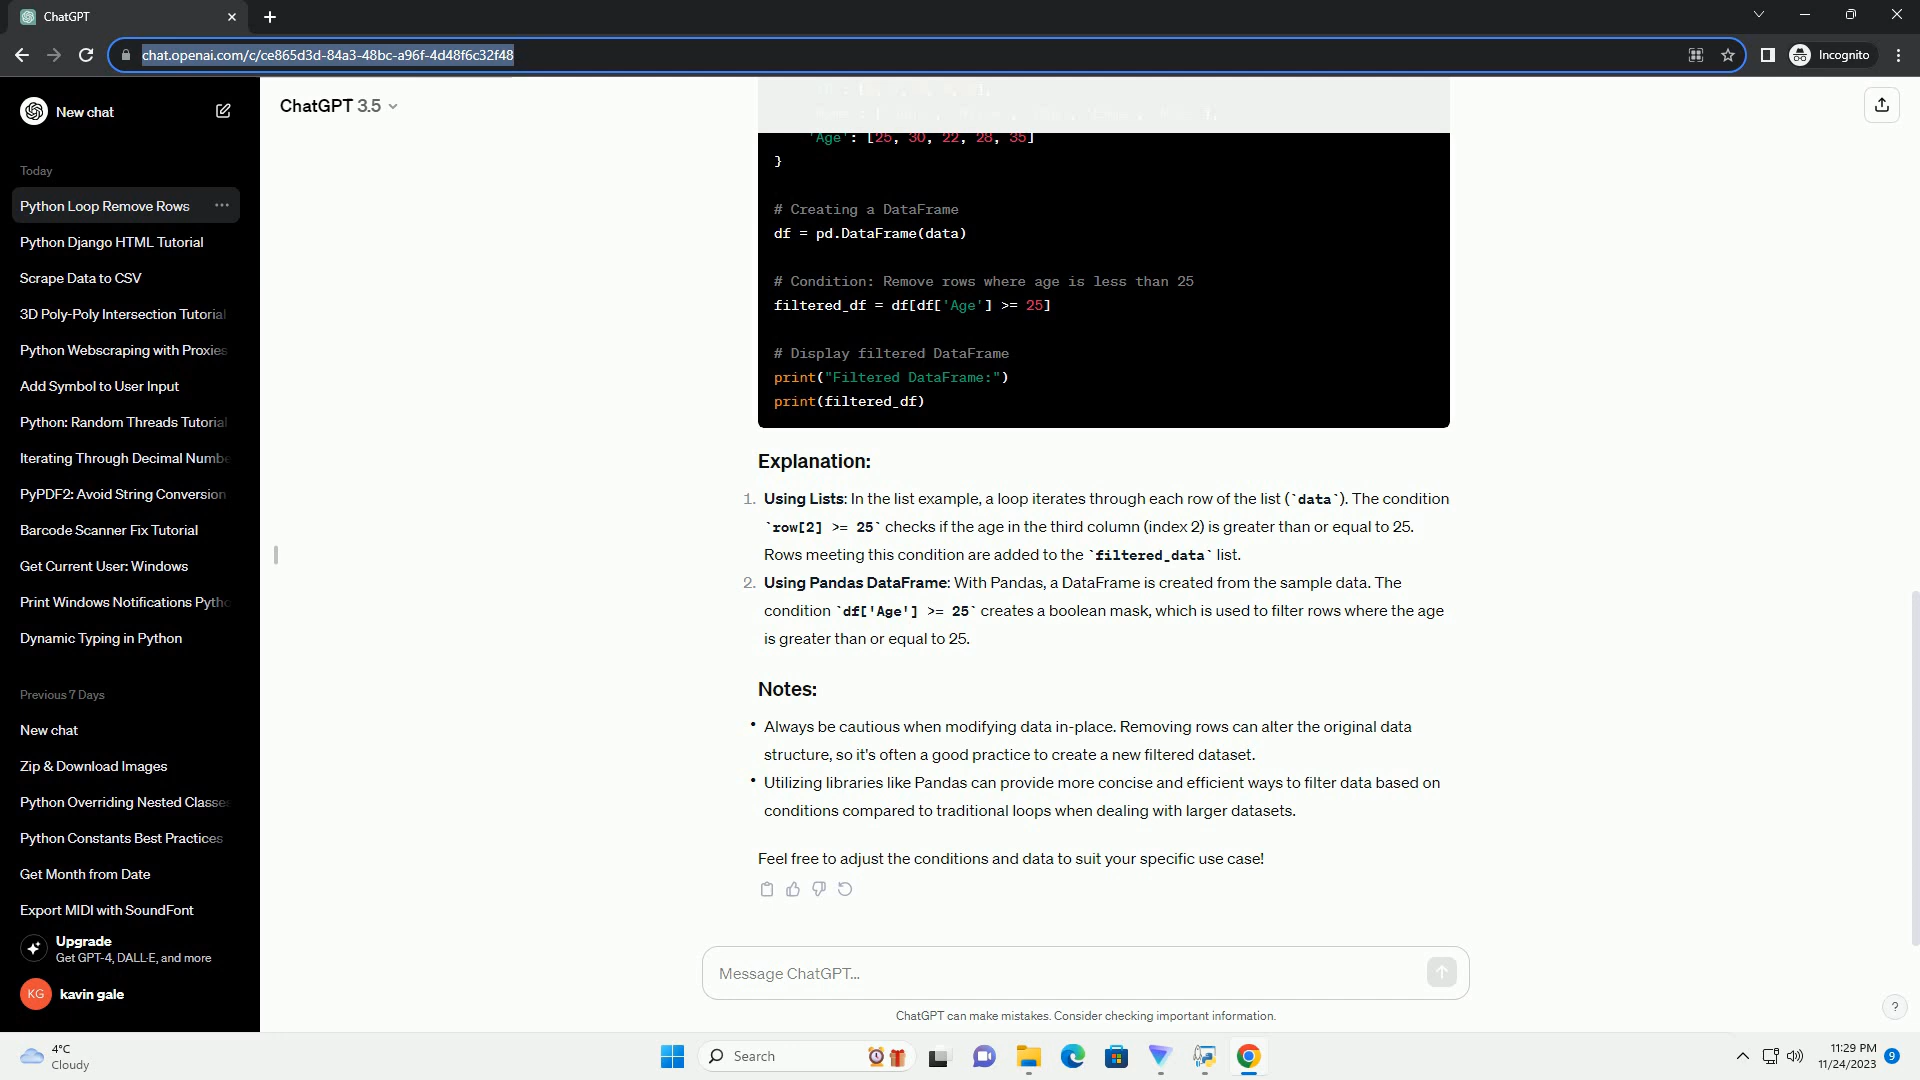 ChatGPT
chat.openai.com/c/ce865d3d-84a3-48bc-a96f-4d48f6c32f48
Incognito
New chat
Today
Python Loop Remove Rows
Python Django HTML Tutorial
Scrape Data to CSV
3D Poly-Poly Intersection Tutorial
Python Webscraping with Proxies
Add Symbol to User Input
Python: Random Threads Tutorial
Iterating Through Decimal Numbe
PyPDF2: Avoid String Conversion
Barcode Scanner Fix Tutorial
Get Current User: Windows
Print Windows Notifications Pytho
Dynamic Typing in Python
Previous 7 Days
New chat
Zip & Download Images
Python Overriding Nested Classes
Python Constants Best Practices
Get Month from Date
Export MIDI with SoundFont
Upgrade
Get GPT-4, DALL·E, and more
KG kavin gale
ChatGPT 3.5
'Age': [25, 30, 22, 28, 35]
}
# Creating a DataFrame
df = pd.DataFrame(data)
# Condition: Remove rows where age is less than 25
filtered_df = df[df['Age'] >= 25]
# Display filtered DataFrame
print("Filtered DataFrame:")
print(filtered_df)
Explanation:
1. Using Lists: In the list example, a loop iterates through each row of the list (`data`). The condition
`row[2] >= 25` checks if the age in the third column (index 2) is greater than or equal to 25.
Rows meeting this condition are added to the `filtered_data` list.
2. Using Pandas DataFrame: With Pandas, a DataFrame is created from the sample data. The
condition `df['Age'] >= 25` creates a boolean mask, which is used to filter rows where the age
is greater than or equal to 25.
Notes:
• Always be cautious when modifying data in-place. Removing rows can alter the original data
structure, so it's often a good practice to create a new filtered dataset.
• Utilizing libraries like Pandas can provide more concise and efficient ways to filter data based on
conditions compared to traditional loops when dealing with larger datasets.
Feel free to adjust the conditions and data to suit your specific use case!
Message ChatGPT...
ChatGPT can make mistakes. Consider checking important information.
?
4°C
Cloudy
Search
11:29 PM
11/24/2023
9